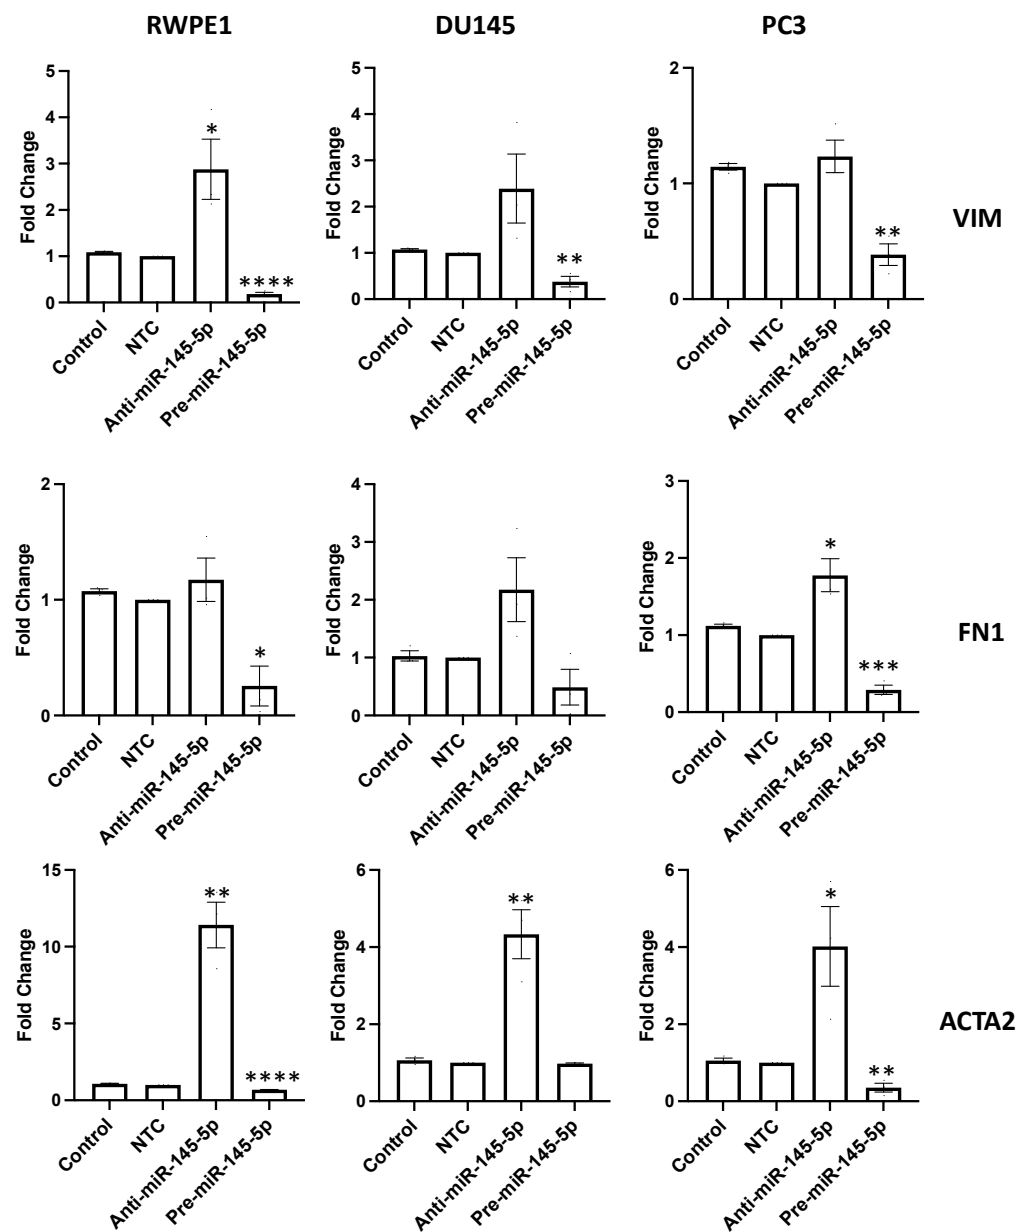 RWPE1 DU145 PC3
Fold Change
5
4
3
2
1
0
*
****
Control
NTC
Anti-miR-145-5p
Pre-miR-145-5p
Fold Change
5
4
3
2
1
0
**
Control
NTC
Anti-miR-145-5p
Pre-miR-145-5p
Fold Change
2
1
0
**
Control
NTC
Anti-miR-145-5p
Pre-miR-145-5p
VIM
Fold Change
2
1
0
*
Control
NTC
Anti-miR-145-5p
Pre-miR-145-5p
Fold Change
4
3
2
1
0
Control
NTC
Anti-miR-145-5p
Pre-miR-145-5p
Fold Change
3
2
1
0
*
***
Control
NTC
Anti-miR-145-5p
Pre-miR-145-5p
FN1
Fold Change
15
10
5
0
**
****
Control
NTC
Anti-miR-145-5p
Pre-miR-145-5p
Fold Change
6
4
2
0
**
Control
NTC
Anti-miR-145-5p
Pre-miR-145-5p
Fold Change
6
4
2
0
*
**
Control
NTC
Anti-miR-145-5p
Pre-miR-145-5p
ACTA2